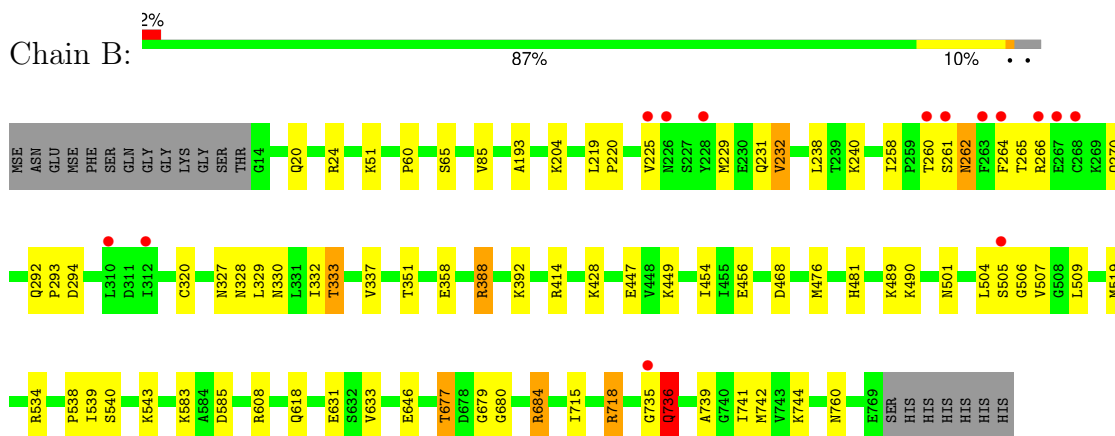 2%
Chain B:
87% 10% • •
MSE ASN GLU MSE PHE SER GLN GLY GLY LYS GLY SER THR G14 Q20 R24 K51 P60 S65 V85 A193 K204 L219 P220 V225 N226 S227 Y228 M229 E230 Q231 V232 L238 T239 K240 I258 P259 T260 S261 N262 F263 F264 T265 R266 E267 C268 K269 Q270
Q292 P293 D294 L310 D311 I312 C320 N327 N328 L329 N330 L331 I332 T333 V337 T351 E358 R388 K392 R414 K428 E447 V448 K449 I454 I455 E456 D468 M476 H481 K489 K490 N501 L504 S505 G506 V507 G508 L509 M519
R534 P538 I539 S540 K543 K583 A584 D585 R608 Q618 E631 S632 V633 E646 T677 D678 G679 G680 R684 I715 R718 G735 Q736 A739 G740 I741 M742 V743 K744 N760 E769 SER HIS HIS HIS HIS HIS HIS